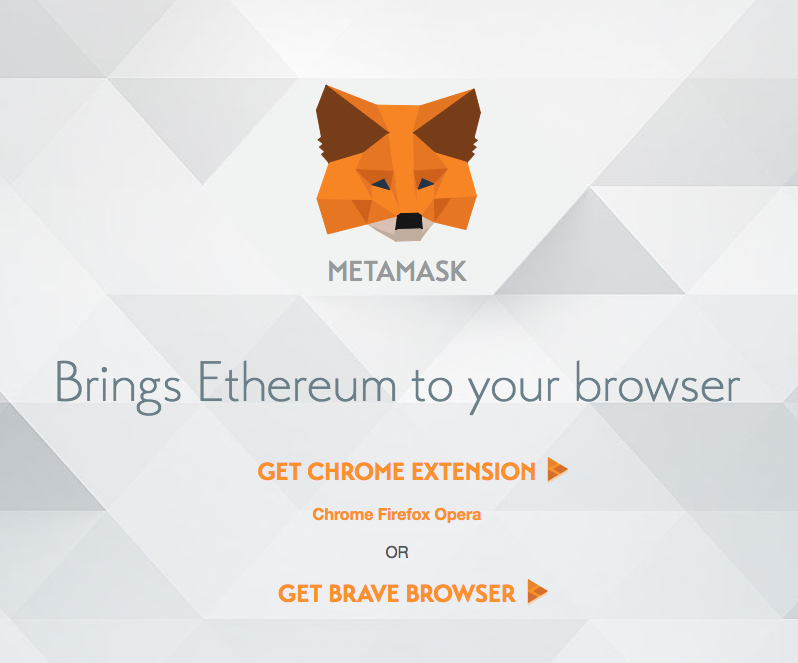 METAMASK
Brings Ethereum to your browser
GET CHROME EXTENSION
Chrome Firefox Opera
OR
GET BRAVE BROWSER